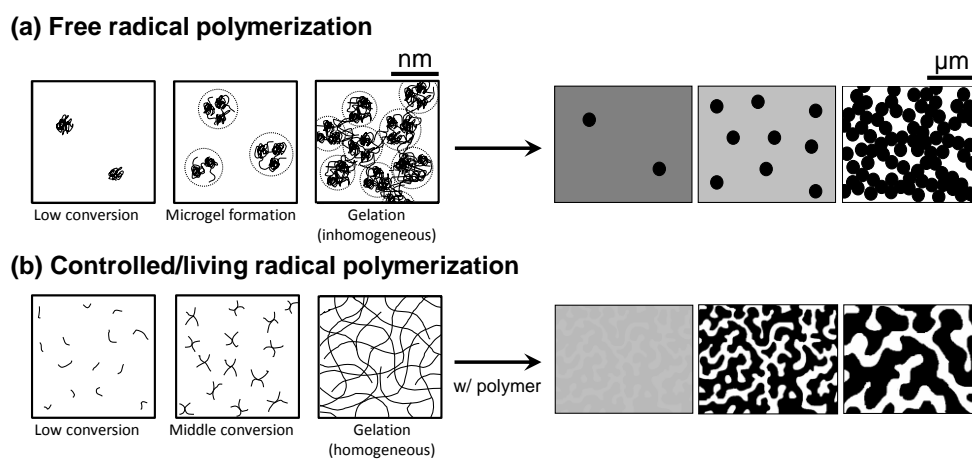 (a) Free radical polymerization
nm
µm
Low conversion
Microgel formation
Gelation
(inhomogeneous)
(b) Controlled/living radical polymerization
w/ polymer
Low conversion
Middle conversion
Gelation
(homogeneous)